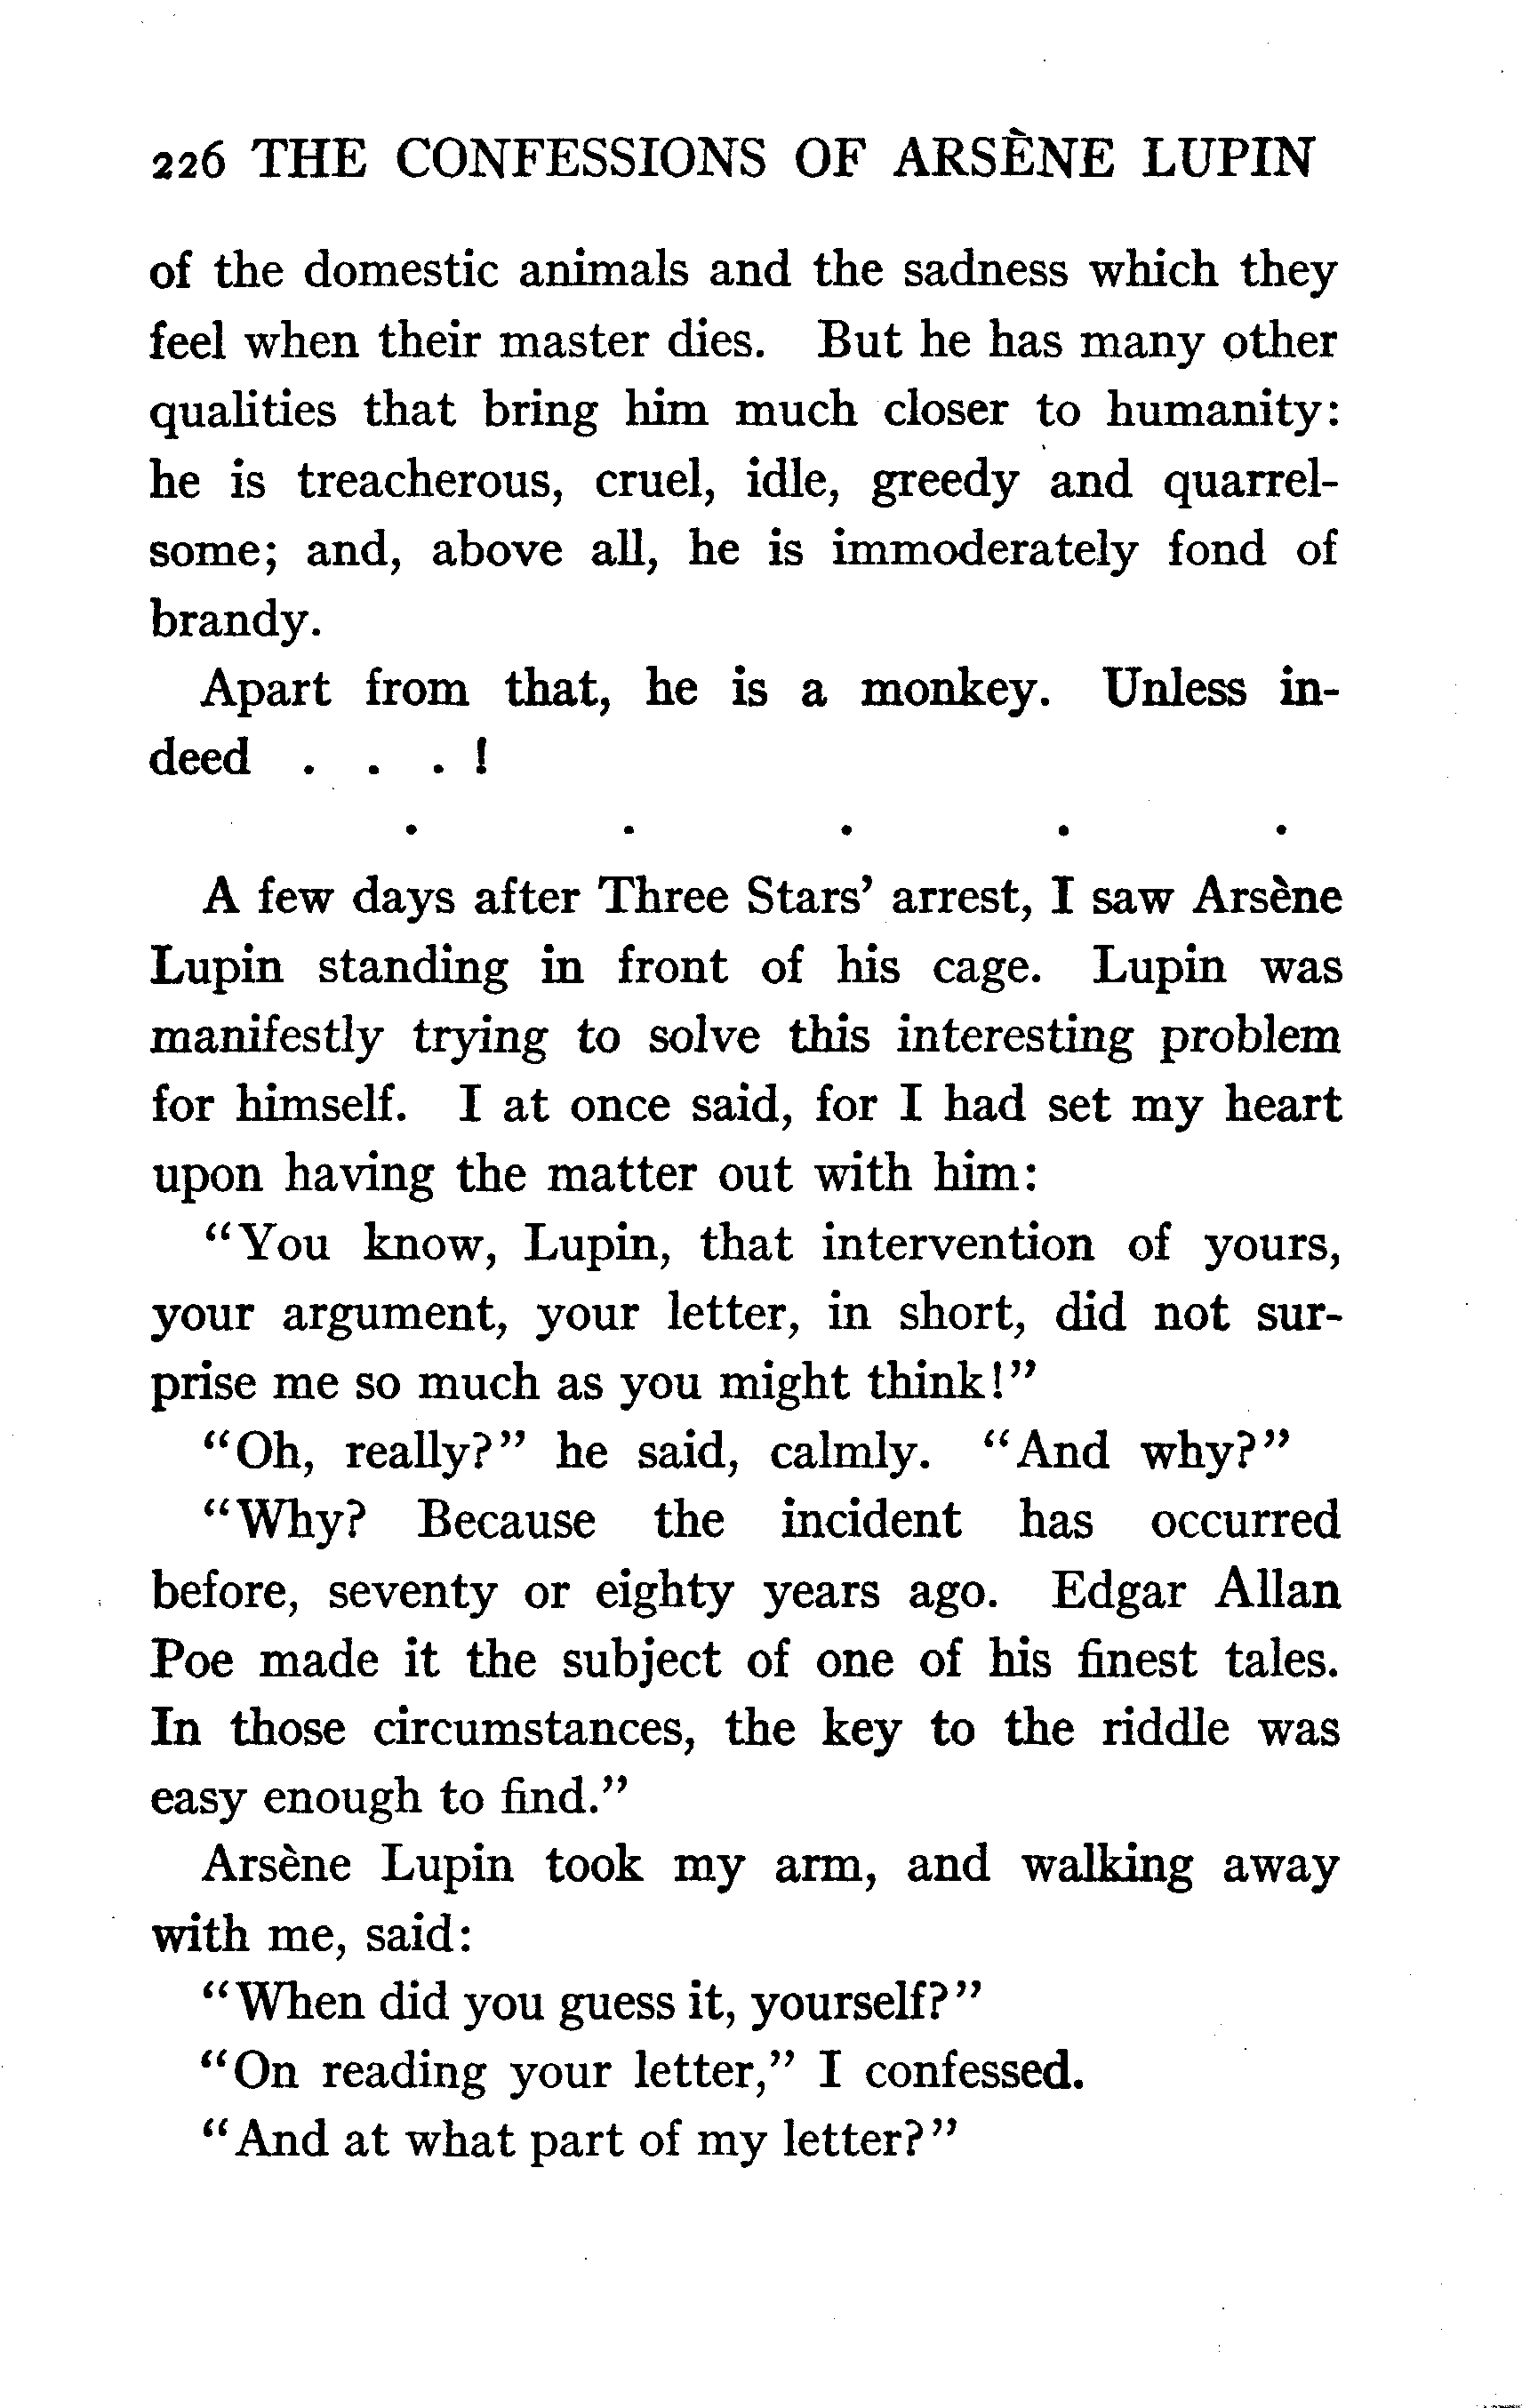 226 THE CONFESSIONS OF ARSÈNE LUPIN
of the domestic animals and the sadness which they
feel when their master dies. But he has many other
qualities that bring him much closer to humanity:
he is treacherous, cruel, idle, greedy and quarrel-
some; and, above all, he is immoderately fond of
brandy.
Apart from that, he is a monkey. Unless in-
deed . . . !
. . . . .
A few days after Three Stars' arrest, I saw Arsène
Lupin standing in front of his cage. Lupin was
manifestly trying to solve this interesting problem
for himself. I at once said, for I had set my heart
upon having the matter out with him:
"You know, Lupin, that intervention of yours,
your argument, your letter, in short, did not sur-
prise me so much as you might think!"
"Oh, really?" he said, calmly. "And why?"
"Why? Because the incident has occurred
before, seventy or eighty years ago. Edgar Allan
Poe made it the subject of one of his finest tales.
In those circumstances, the key to the riddle was
easy enough to find."
Arsène Lupin took my arm, and walking away
with me, said:
"When did you guess it, yourself?"
"On reading your letter," I confessed.
"And at what part of my letter?"